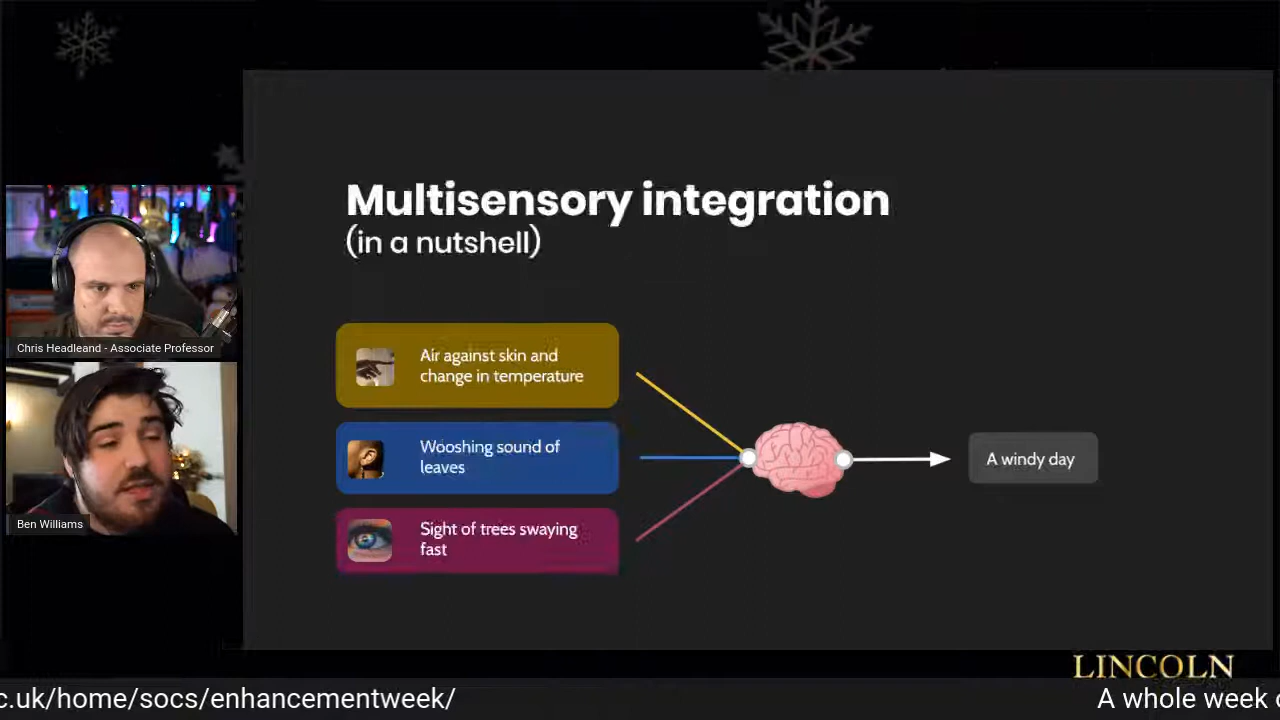 Multisensory integration
(in a nutshell)
Air against skin and
change in temperature
Wooshing sound of
leaves
Sight of trees swaying
fast
A windy day
Chris Headleand - Associate Professor
Ben Williams
LINCOLN
c.uk/home/socs/enhancementweek/
A whole week